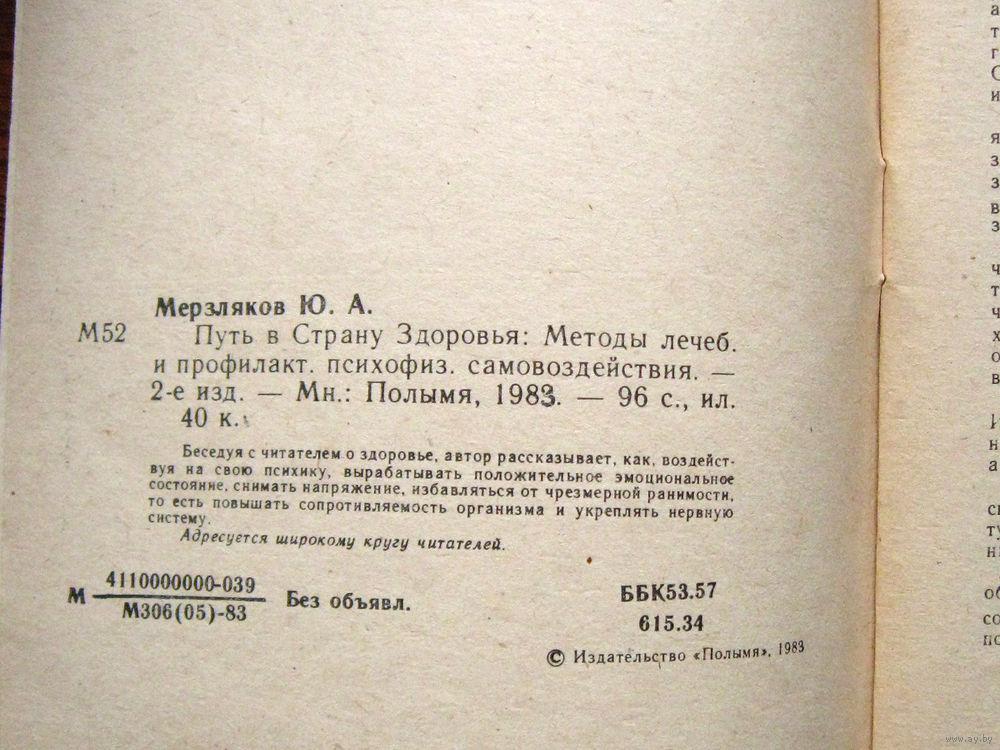 Мерзляков Ю. А.
М52 Путь в Страну Здоровья: Методы лечеб.
и профилакт. психофиз. самовоздействия. —
2-е изд. — Мн.: Полымя, 1983. — 96 с., ил.
40 к.
Беседуя с читателем о здоровье, автор рассказывает, как, воздейст-
вуя на свою психику, вырабатывать положительное эмоциональное
состояние, снимать напряжение, избавляться от чрезмерной ранимости,
то есть повышать сопротивляемость организма и укреплять нервную
систему.
Адресуется широкому кругу читателей.
М 4110000000-039
М306(05)-83
Без объявл.
ББК53.57
615.34
© Издательство «Полымя», 1983
www.ay.by